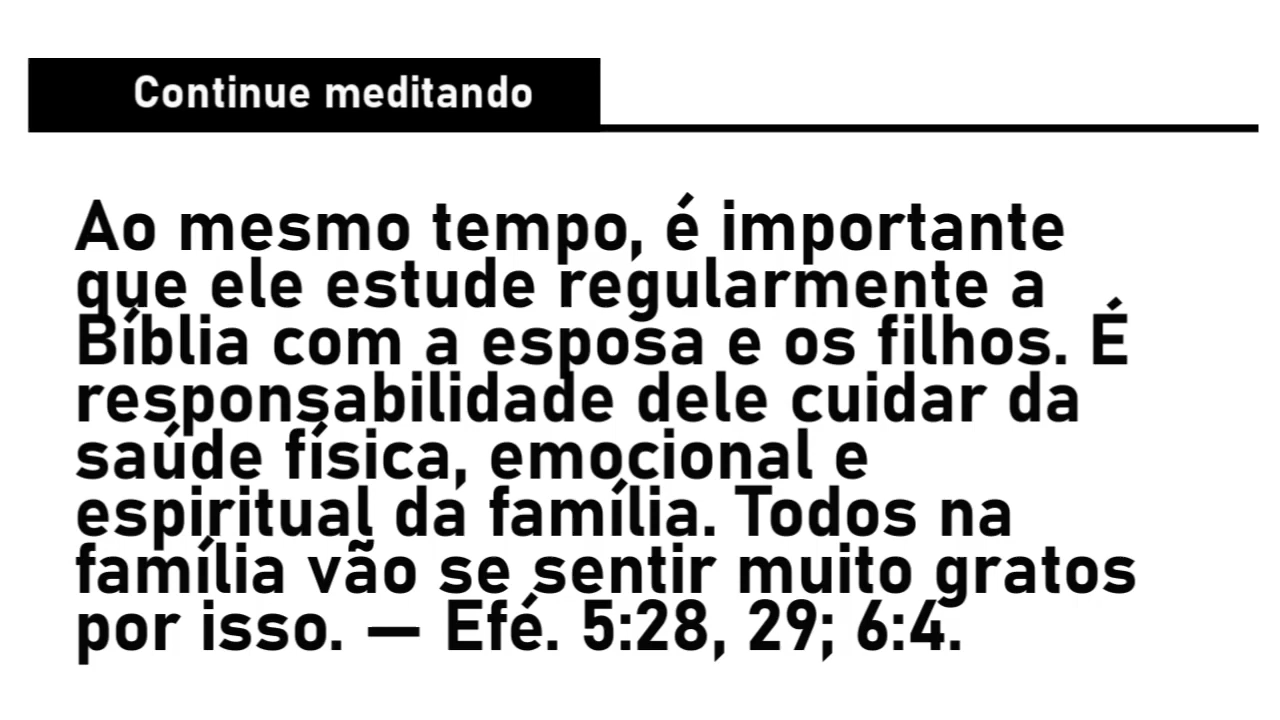 Continue meditando
Ao mesmo tempo, é importante
que ele estude regularmente a
Bíblia com a esposa e os filhos. É
responsabilidade dele cuidar da
saúde física, emocional e
espiritual da família. Todos na
família vão se sentir muito gratos
por isso. — Efé. 5:28, 29; 6:4.